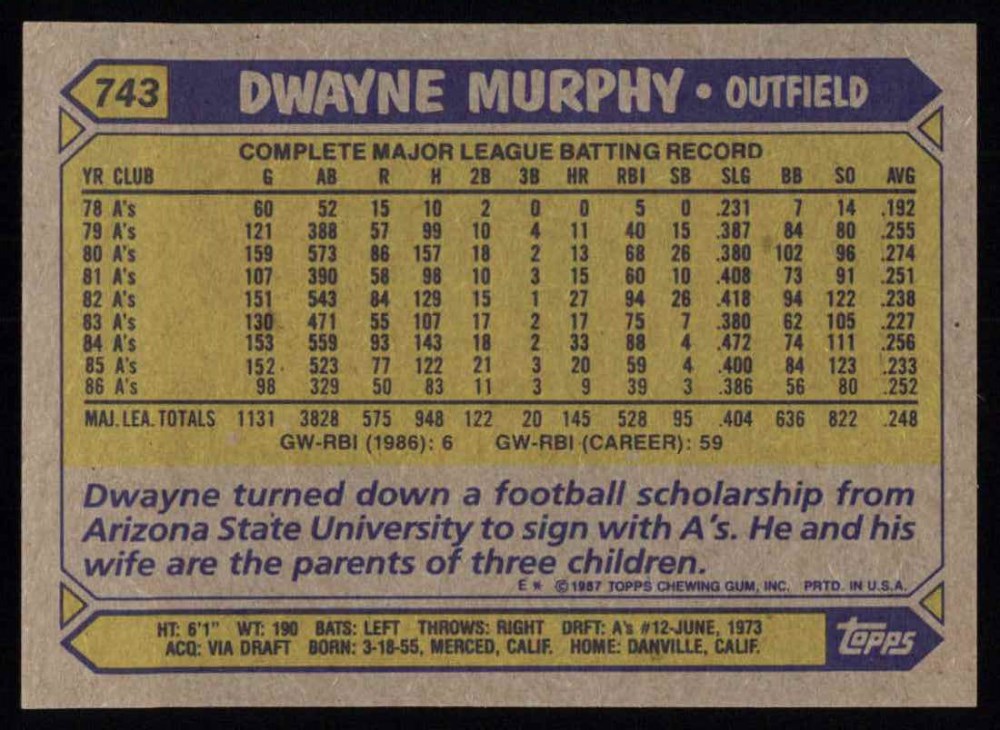 743 DWAYNE MURPHY • OUTFIELD
COMPLETE MAJOR LEAGUE BATTING RECORD
YR CLUB G AB R H 2B 3B HR RBI SB SLG BB SO AVG
78 A's 60 52 15 10 2 0 0 5 0 .231 7 14 .192
79 A's 121 388 57 99 10 4 11 40 15 .387 84 80 .255
80 A's 159 573 86 157 18 2 13 68 26 .380 102 96 .274
81 A's 107 390 58 98 10 3 15 60 10 .408 73 91 .251
82 A's 151 543 84 129 15 1 27 94 26 .418 94 122 .238
83 A's 130 471 55 107 17 2 17 75 7 .380 62 105 .227
84 A's 153 559 93 143 18 2 33 88 4 .472 74 111 .256
85 A's 152 523 77 122 21 3 20 59 4 .400 84 123 .233
86 A's 98 329 50 83 11 3 9 39 3 .386 56 80 .252
MAJ. LEA. TOTALS 1131 3828 575 948 122 20 145 528 95 .404 636 822 .248
GW-RBI (1986): 6 GW-RBI (CAREER): 59
Dwayne turned down a football scholarship from
Arizona State University to sign with A's. He and his
wife are the parents of three children.
E * ©1987 TOPPS CHEWING GUM, INC. PRTD. IN U.S.A.
HT: 6'1" WT: 190 BATS: LEFT THROWS: RIGHT DRFT: A's #12-JUNE, 1973
ACQ: VIA DRAFT BORN: 3-18-55, MERCED, CALIF. HOME: DANVILLE, CALIF.
topps